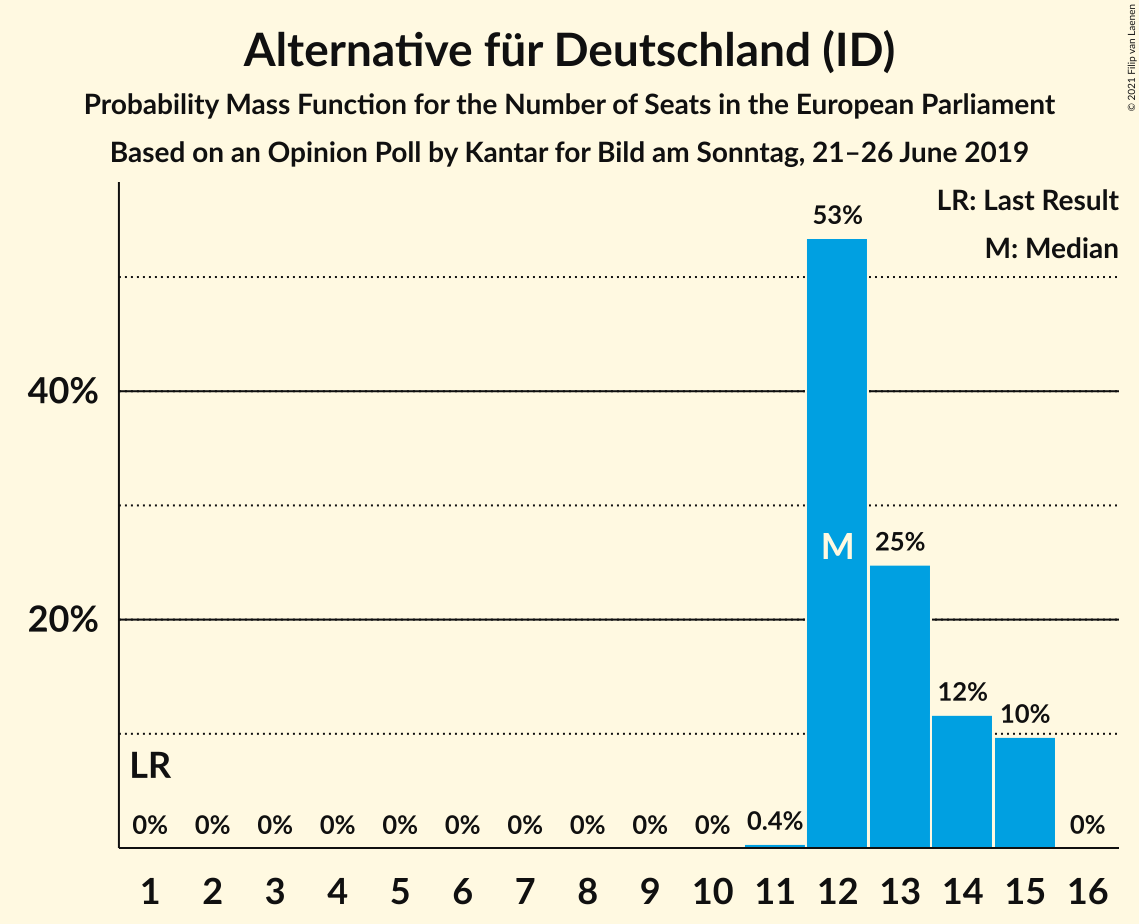 Alternative für Deutschland (ID)
Probability Mass Function for the Number of Seats in the European Parliament
Based on an Opinion Poll by Kantar for Bild am Sonntag, 21–26 June 2019
© 2021 Filip van Laenen
LR: Last Result
M: Median
53%
40%
M
25%
20%
12%
10%
LR
0% 0% 0% 0% 0% 0% 0% 0% 0% 0% 0.4% 0%
1 2 3 4 5 6 7 8 9 10 11 12 13 14 15 16